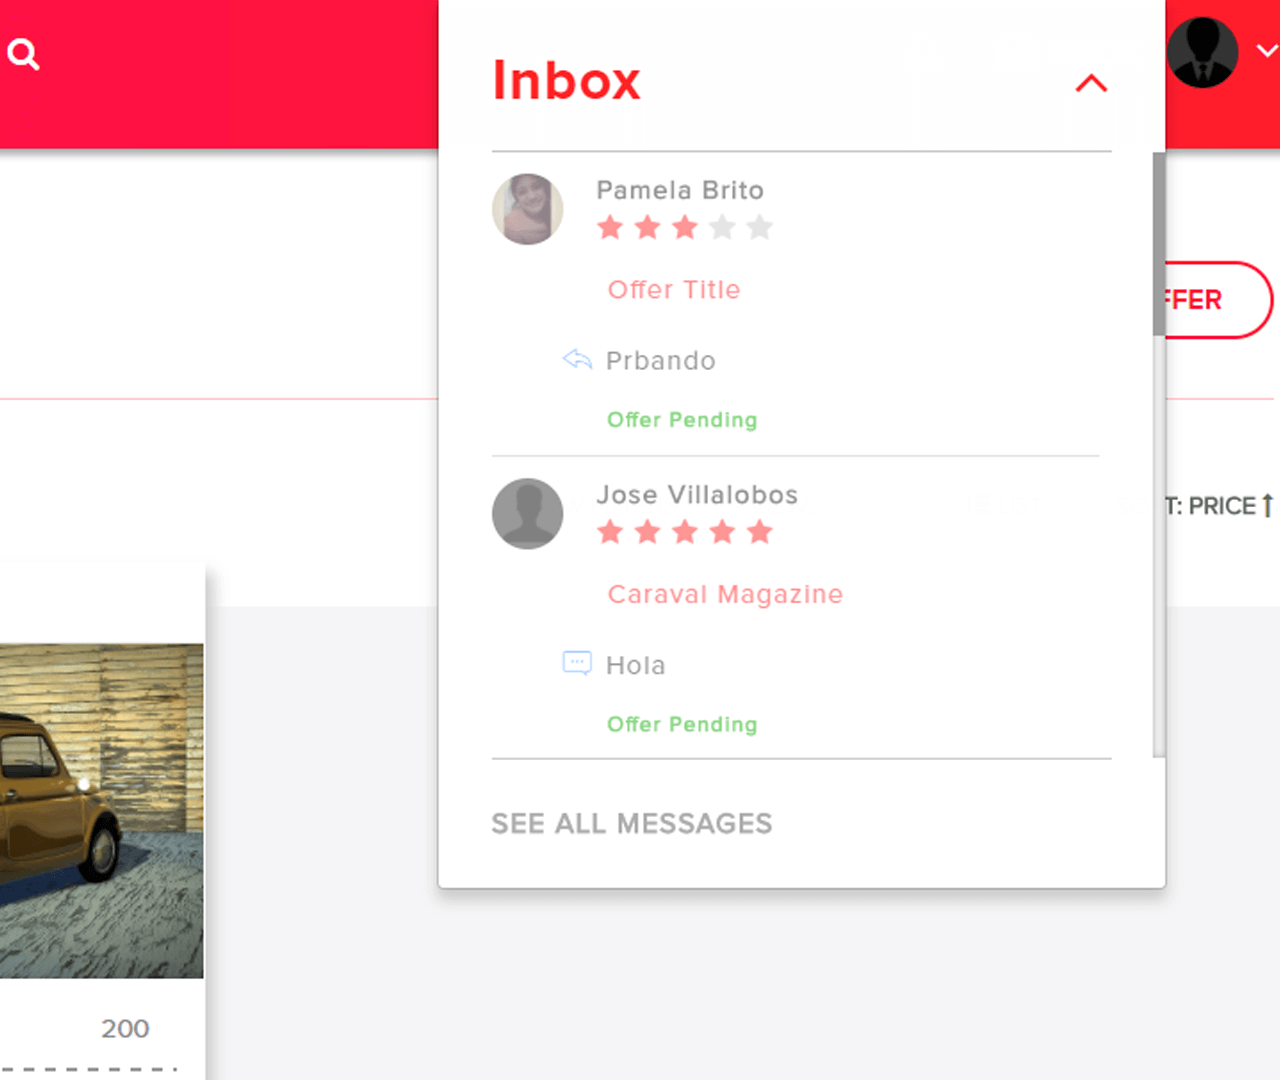 Inbox
Pamela Brito
Offer Title
FFER
Prbando
Offer Pending
Jose Villalobos
T: PRICE
Caraval Magazine
Hola
Offer Pending
SEE ALL MESSAGES
200